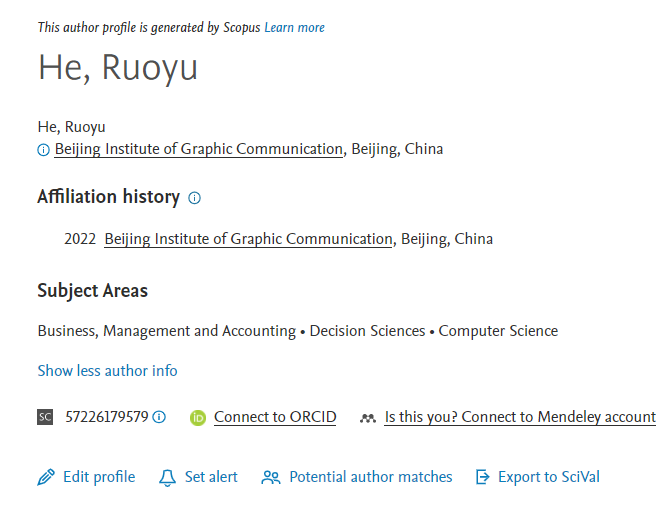 This author profile is generated by Scopus Learn more
He, Ruoyu
He, Ruoyu
Beijing Institute of Graphic Communication, Beijing, China
Affiliation history
2022 Beijing Institute of Graphic Communication, Beijing, China
Subject Areas
Business, Management and Accounting • Decision Sciences • Computer Science
Show less author info
SC 57226179579 iD Connect to ORCID Is this you? Connect to Mendeley account
Edit profile Set alert Potential author matches Export to SciVal